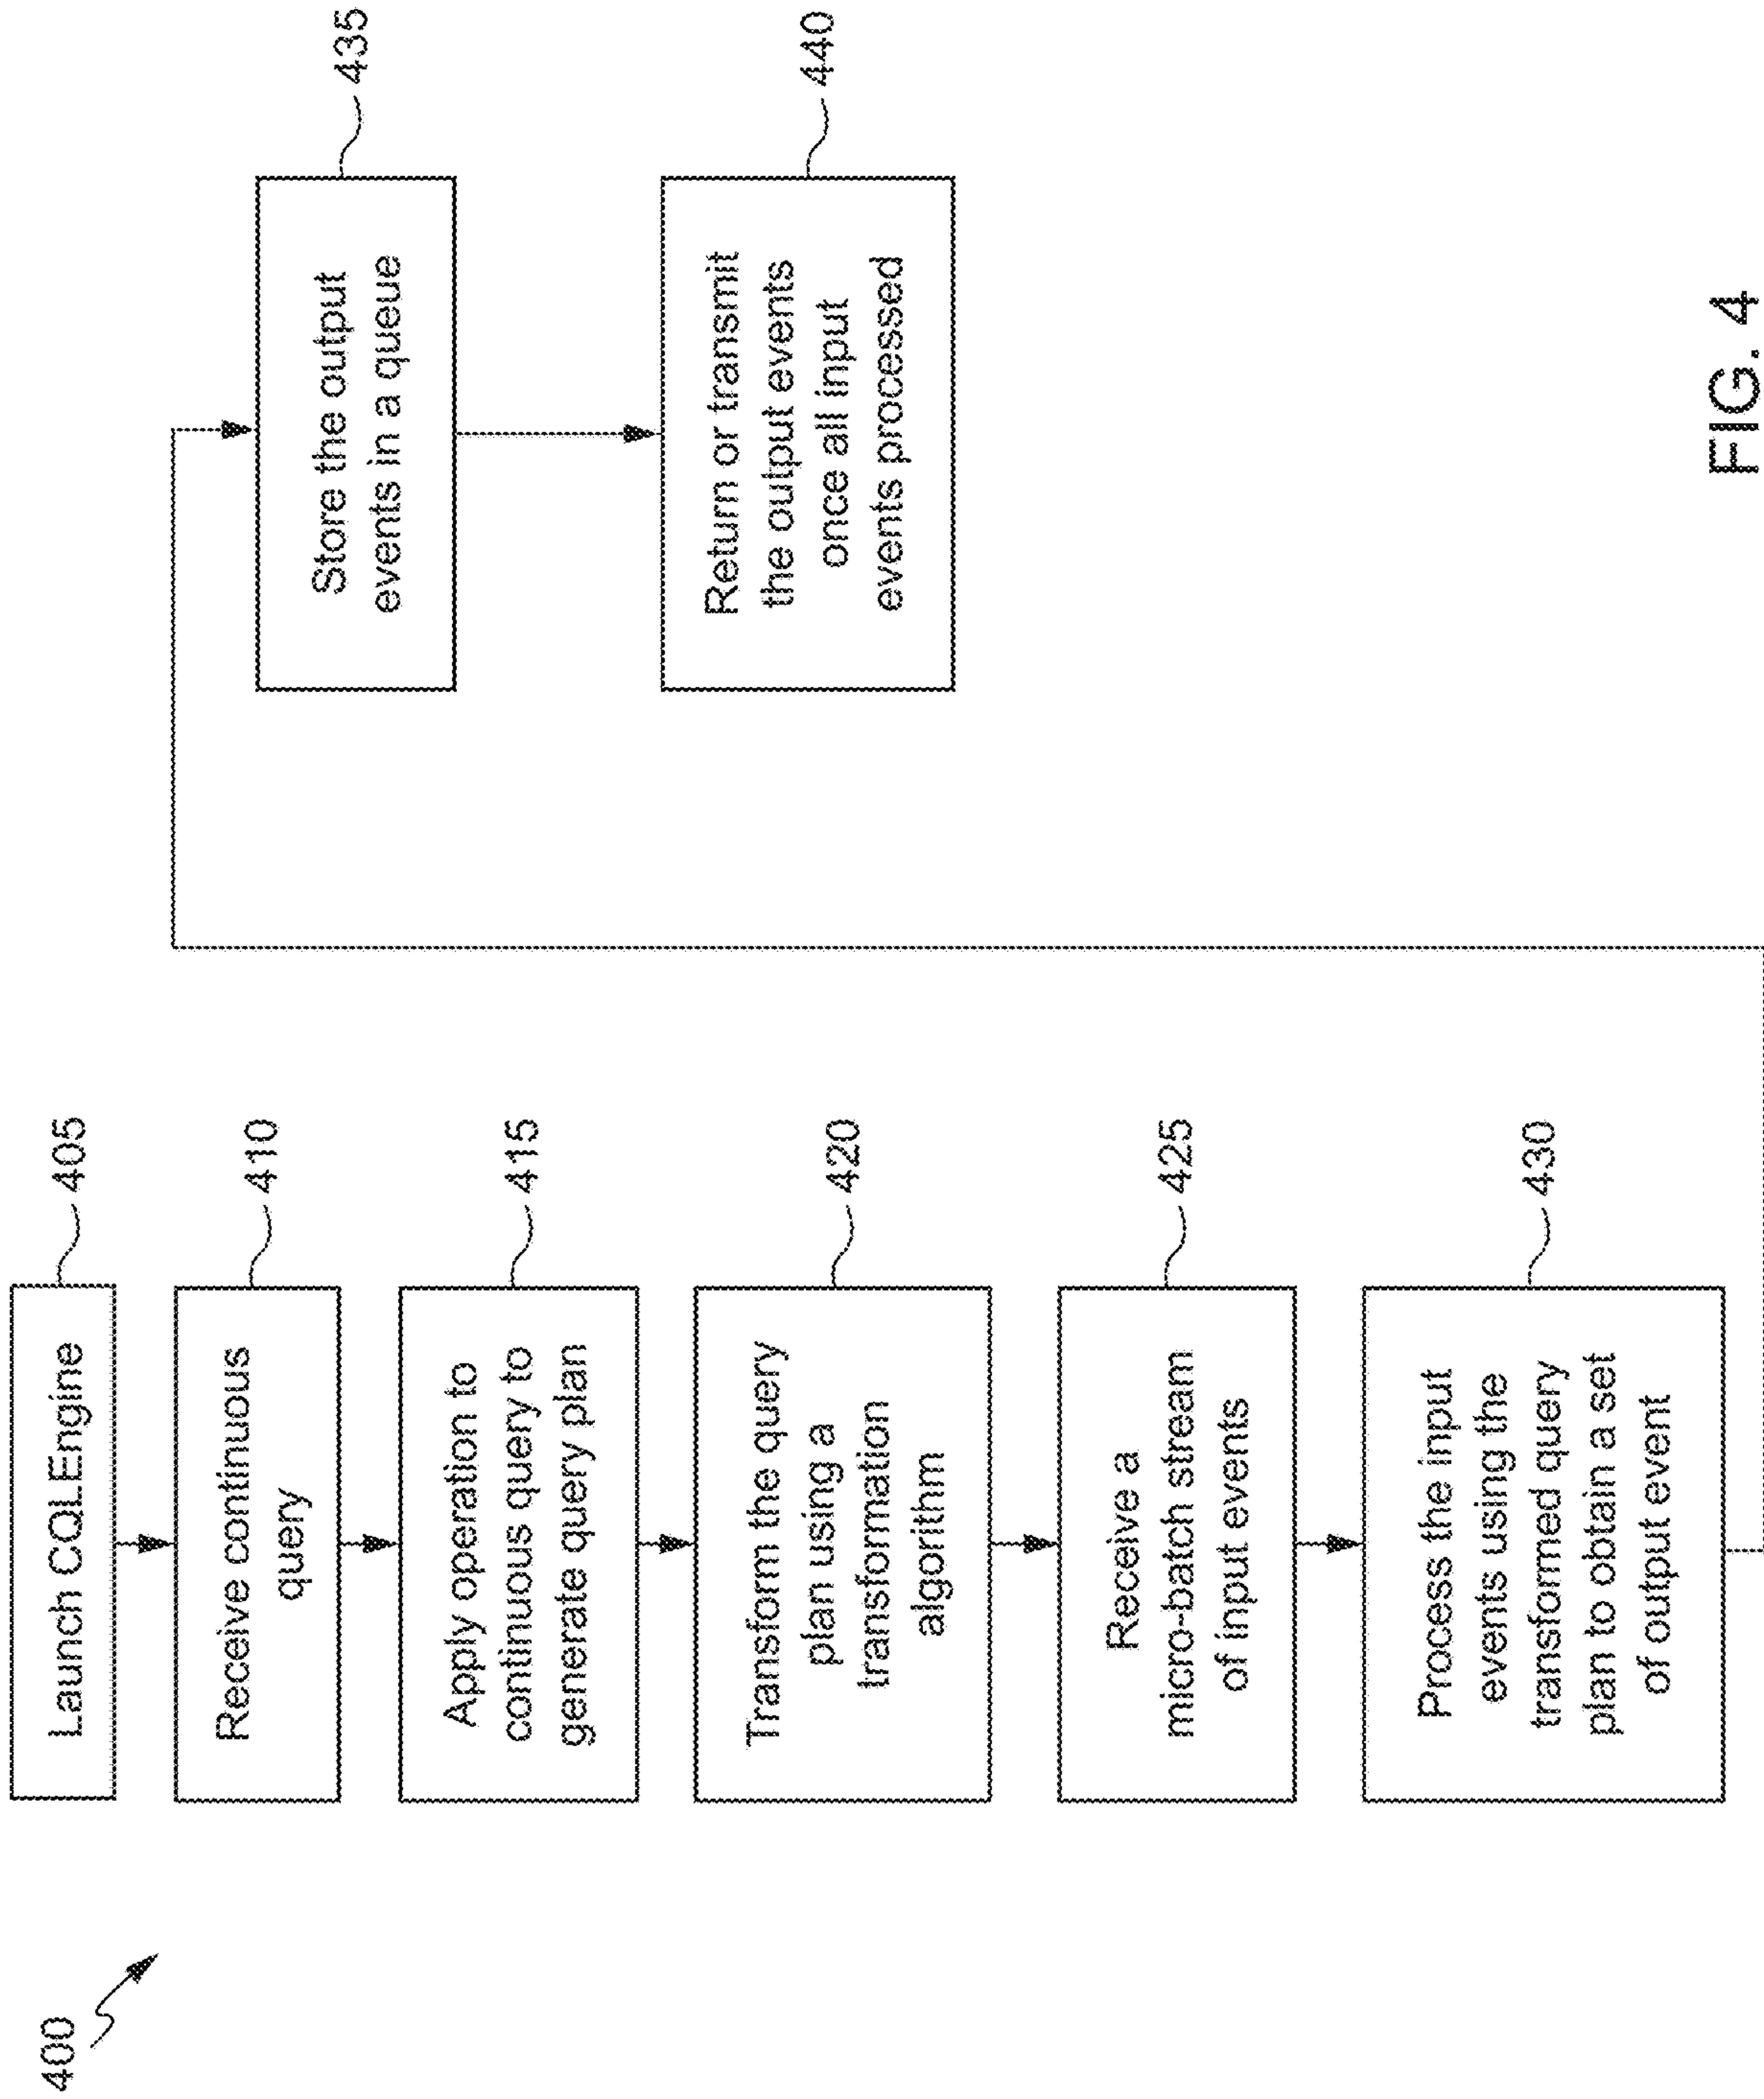 400
Launch CQLEngine
405
Receive continuous
query
410
Apply operation to
continuous query to
generate query plan
415
Transform the query
plan using a
transformation
algorithm
420
Receive a
micro-batch stream
of input events
425
Process the input
events using the
transformed query
plan to obtain a set
of output event
430
Store the output
events in a queue
435
Return or transmit
the output events
once all input
events processed
440
FIG. 4